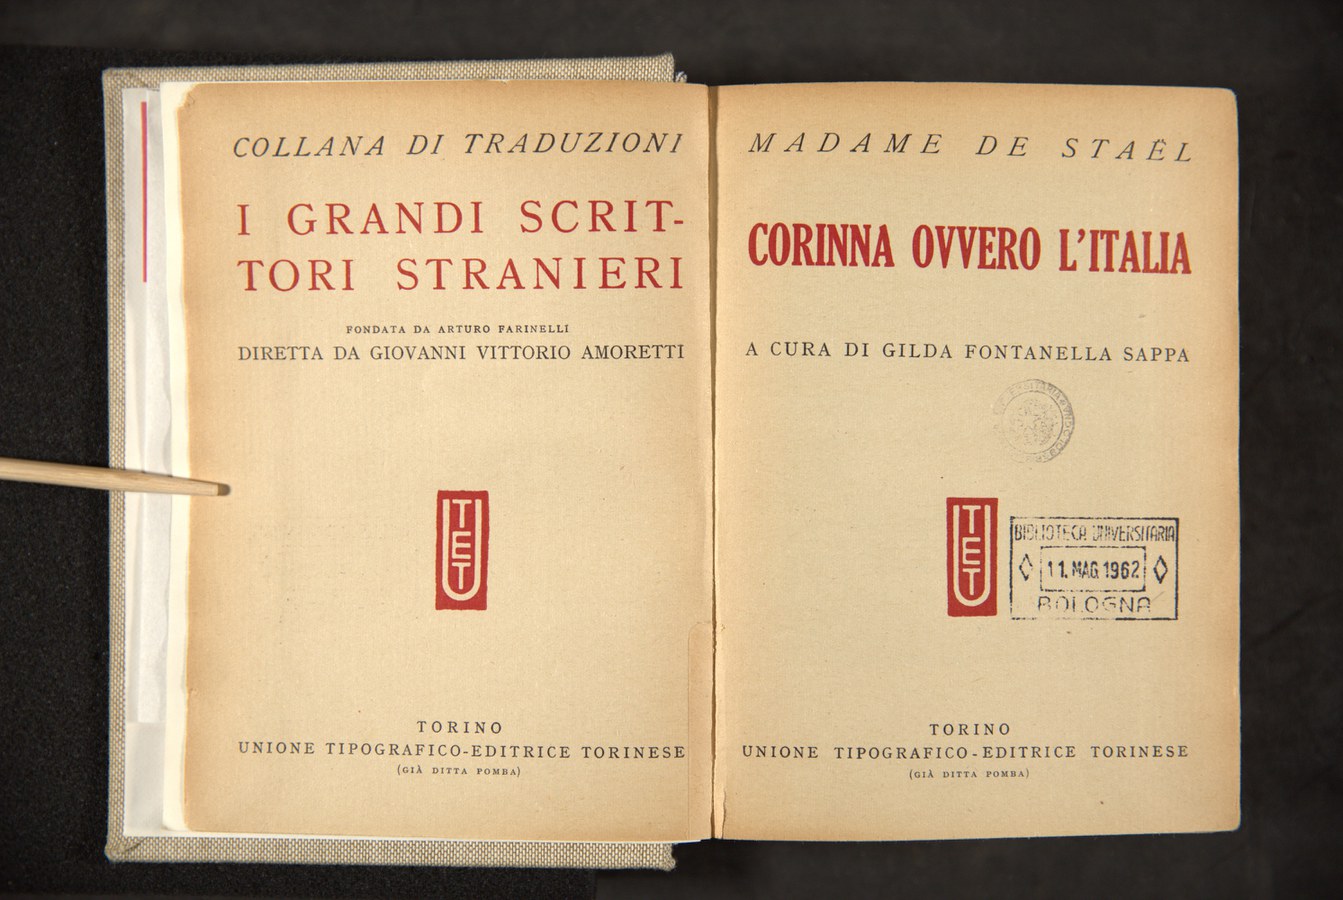 COLLANA DI TRADUZIONI
I GRANDI SCRIT-
TORI STRANIERI
FONDATA DA ARTURO FARINELLI
DIRETTA DA GIOVANNI VITTORIO AMORETTI
UTET
TORINO
UNIONE TIPOGRAFICO-EDITRICE TORINESE
(GIÀ DITTA POMBA)
MADAME DE STAËL
CORINNA OVVERO L'ITALIA
A CURA DI GILDA FONTANELLA SAPPA
UTET
BIBLIOTECA UNIVERSITARIA
11. MAG. 1962
BOLOGNA
TORINO
UNIONE TIPOGRAFICO-EDITRICE TORINESE
(GIÀ DITTA POMBA)